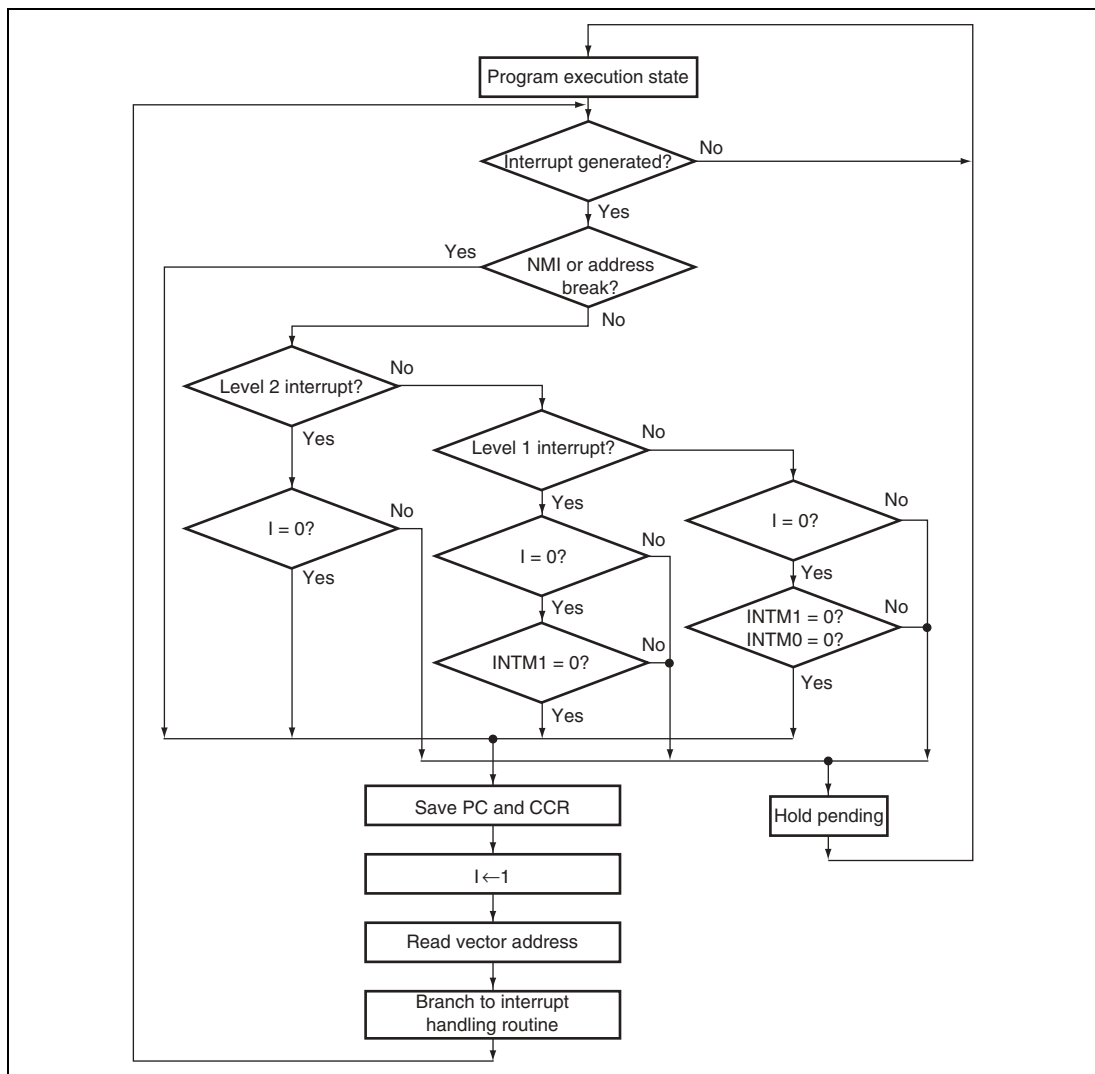 Program execution state
Interrupt generated?
No
Yes
Yes
NMI or address
break?
No
Level 2 interrupt?
No
Yes
Level 1 interrupt?
No
Yes
I = 0?
No
Yes
I = 0?
No
Yes
I = 0?
No
Yes
INTM1 = 0?
No
Yes
INTM1 = 0?
INTM0 = 0?
No
Yes
Save PC and CCR
Hold pending
I ←1
Read vector address
Branch to interrupt
handling routine